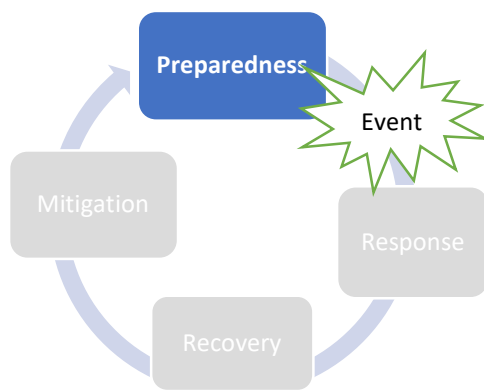 Preparedness
Event
Mitigation
Response
Recovery